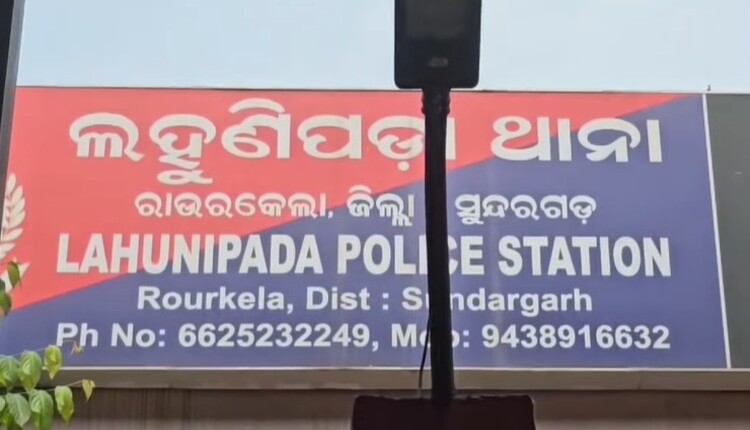 ଲହୁଣିପଡ଼ା ଥାନା
ରାଉରକେଲା, ଜିଲ୍ଲା ସୁନ୍ଦରଗଡ଼
LAHUNIPADA POLICE STATION
Rourkela, Dist : Sundargarh
Ph No: 6625232249, Mob: 9438916632